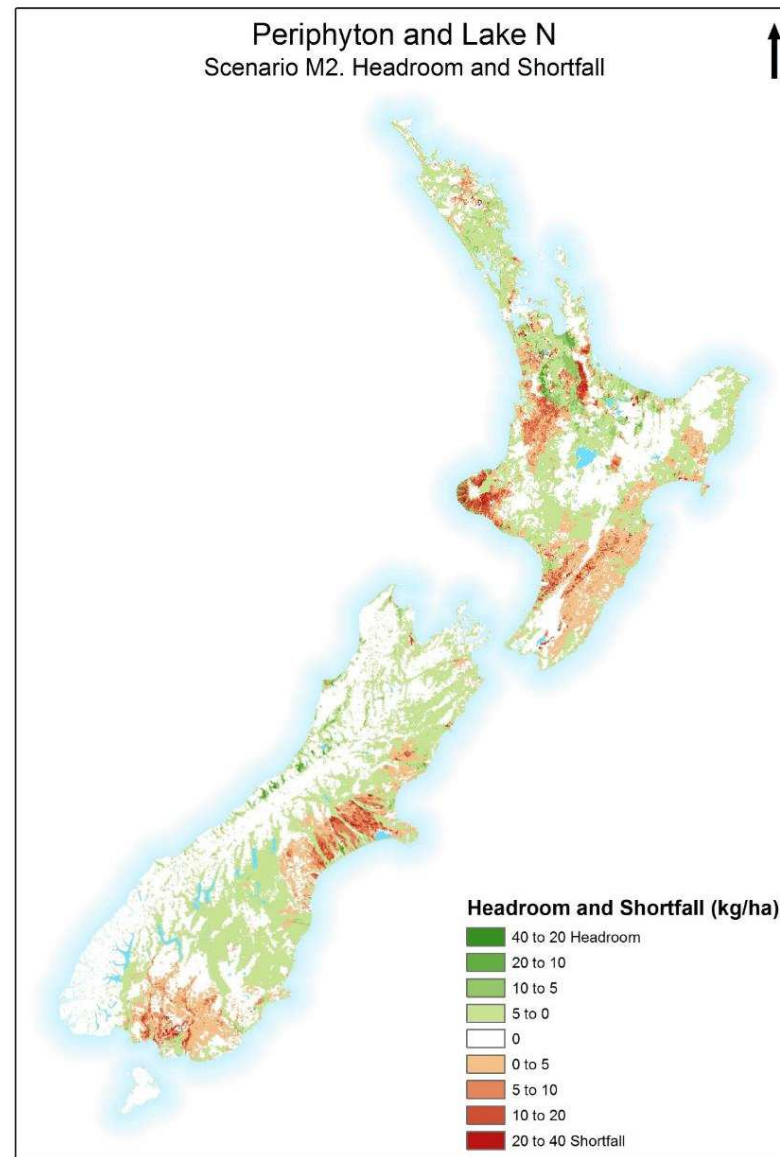 Periphyton and Lake N
Scenario M2. Headroom and Shortfall
Headroom and Shortfall (kg/ha)
40 to 20 Headroom
20 to 10
10 to 5
5 to 0
0
0 to 5
5 to 10
10 to 20
20 to 40 Shortfall